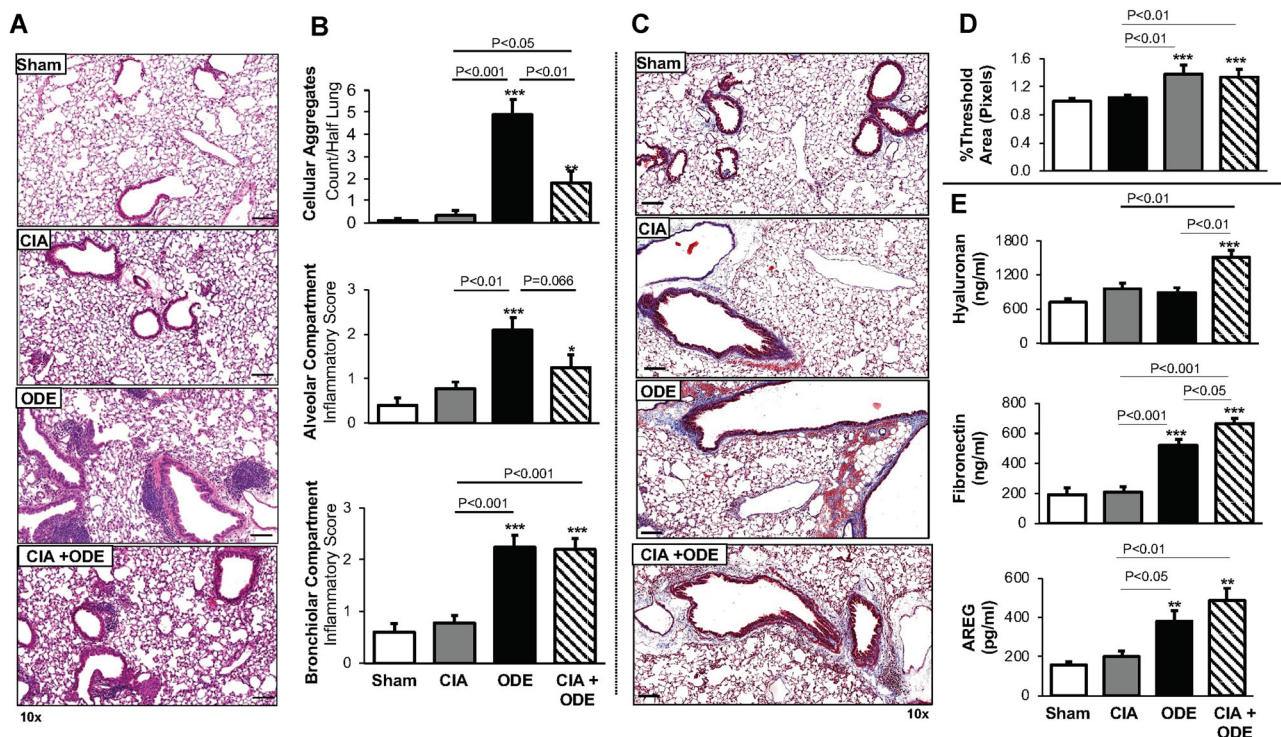 A
Sham
CIA
ODE
CIA +ODE
10x
B
P<0.05
P<0.001
P<0.01
***
**
Cellular Aggregates
Count/Half Lung
6
5
4
3
2
1
0
P<0.01
P=0.066
***
*
Alveolar Compartment
Inflammatory Score
3
2
1
0
P<0.001
P<0.001
***
***
Bronchiolar Compartment
Inflammatory Score
3
2
1
0
Sham
CIA
ODE
CIA +
ODE
C
Sham
CIA
ODE
CIA +ODE
10x
D
P<0.01
P<0.01
***
***
%Threshold
Area (Pixels)
1.6
1.2
0.8
0.4
0.0
E
P<0.01
P<0.01
***
Hyaluronan
(ng/ml)
1800
1200
600
0
P<0.001
P<0.05
P<0.001
***
***
Fibronectin
(ng/ml)
800
600
400
200
0
P<0.01
P<0.05
**
**
AREG
(pg/ml)
600
400
200
0
Sham
CIA
ODE
CIA +
ODE